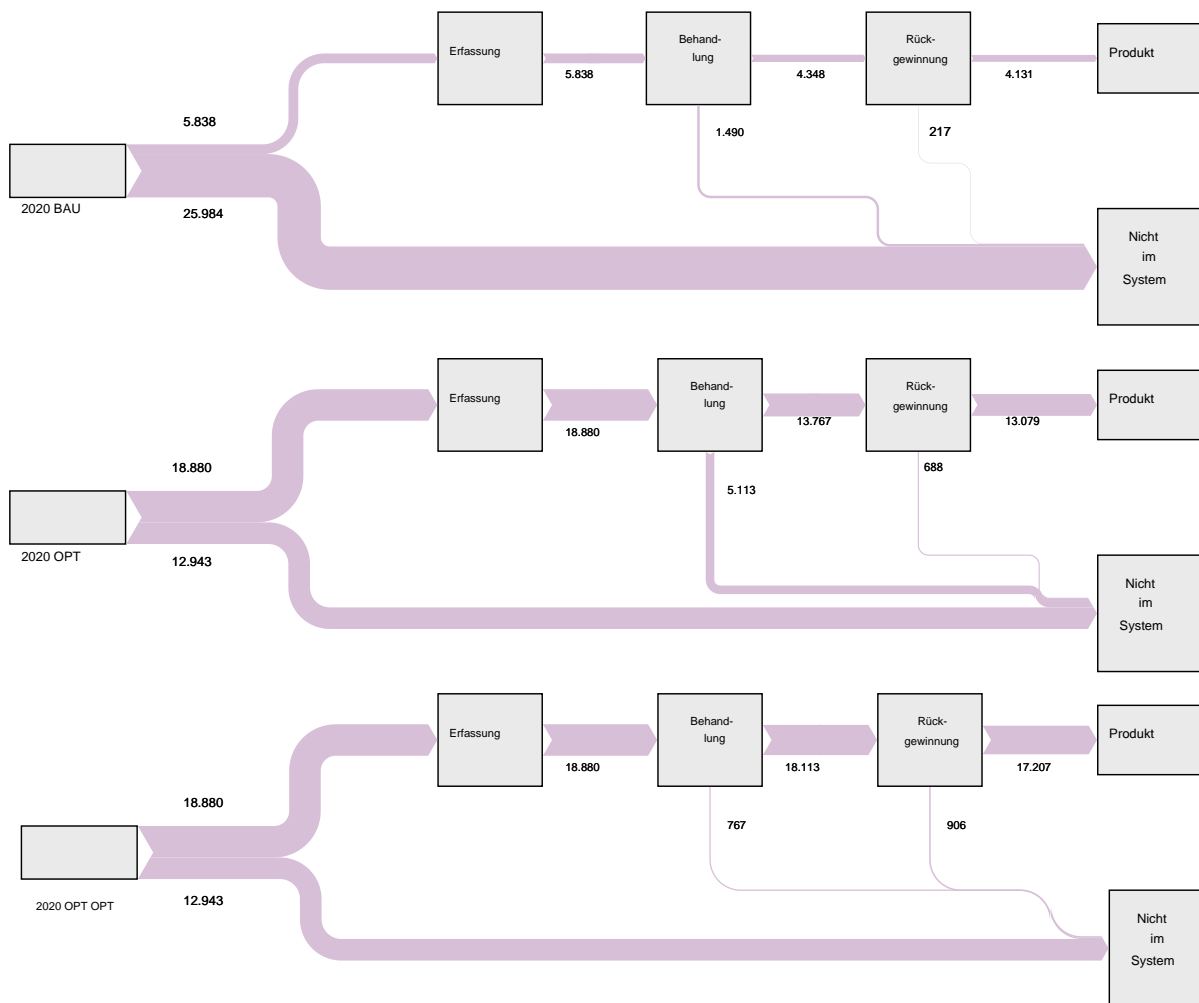 Erfassung
Behand-
lung
Rück-
gewinnung
Produkt
5.838
4.348
4.131
5.838
1.490
217
2020 BAU
25.984
Nicht
im
System
Erfassung
Behand-
lung
Rück-
gewinnung
Produkt
18.880
13.767
13.079
18.880
5.113
688
2020 OPT
12.943
Nicht
im
System
Erfassung
Behand-
lung
Rück-
gewinnung
Produkt
18.880
18.113
17.207
18.880
767
906
2020 OPT OPT
12.943
Nicht
im
System